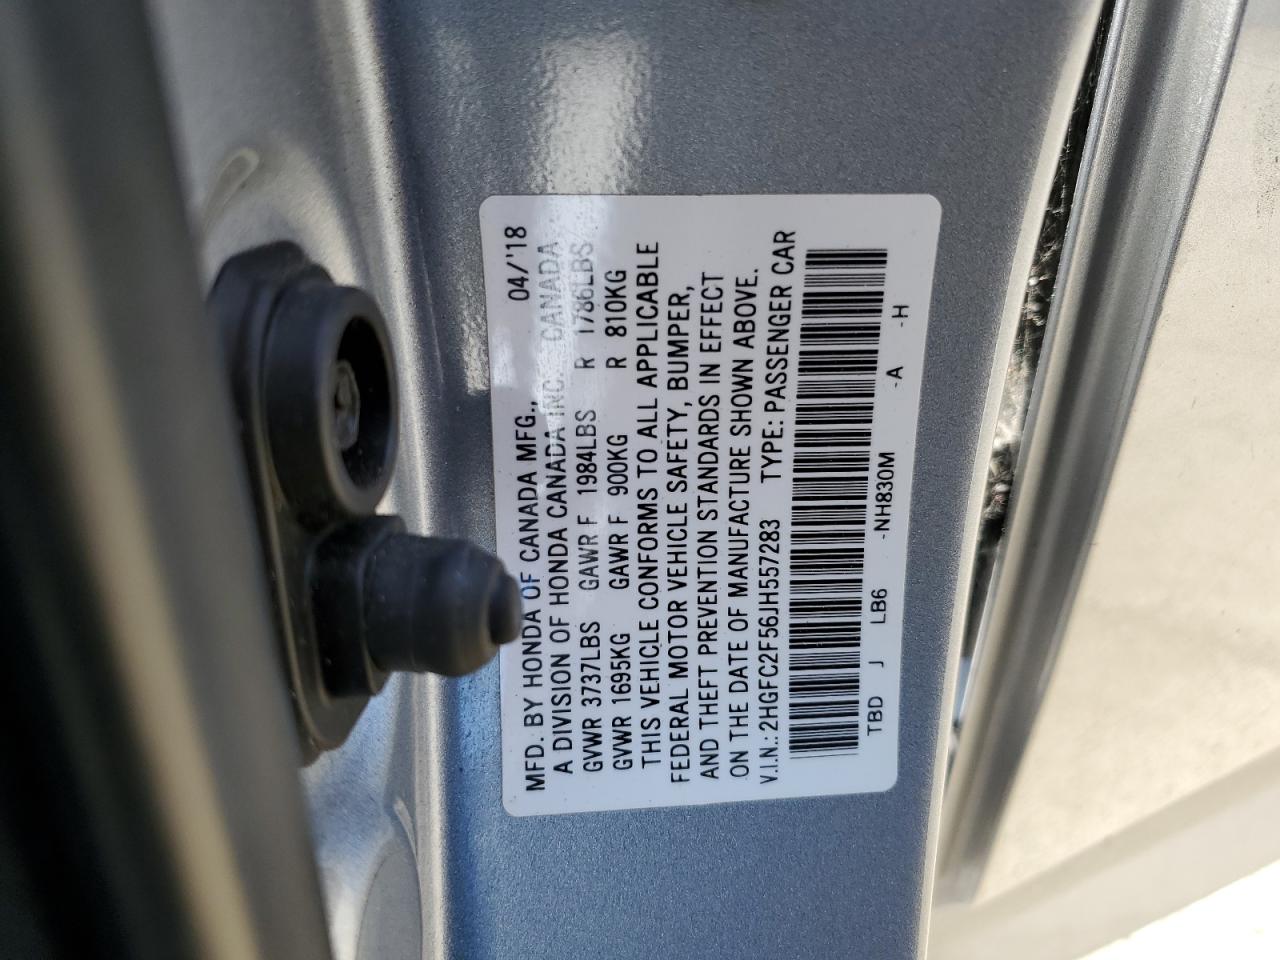 MFD. BY HONDA OF CANADA MFG., 04/'18
A DIVISION OF HONDA CANADA INC. CANADA
GVWR 3737LBS GAWR F 1984LBS R 1786LBS
GVWR 1695KG GAWR F 900KG R 810KG
THIS VEHICLE CONFORMS TO ALL APPLICABLE
FEDERAL MOTOR VEHICLE SAFETY, BUMPER,
AND THEFT PREVENTION STANDARDS IN EFFECT
ON THE DATE OF MANUFACTURE SHOWN ABOVE.
V.I.N.: 2HGFC2F56JH557283 TYPE: PASSENGER CAR
TBD J LB6 -NH830M -A -H